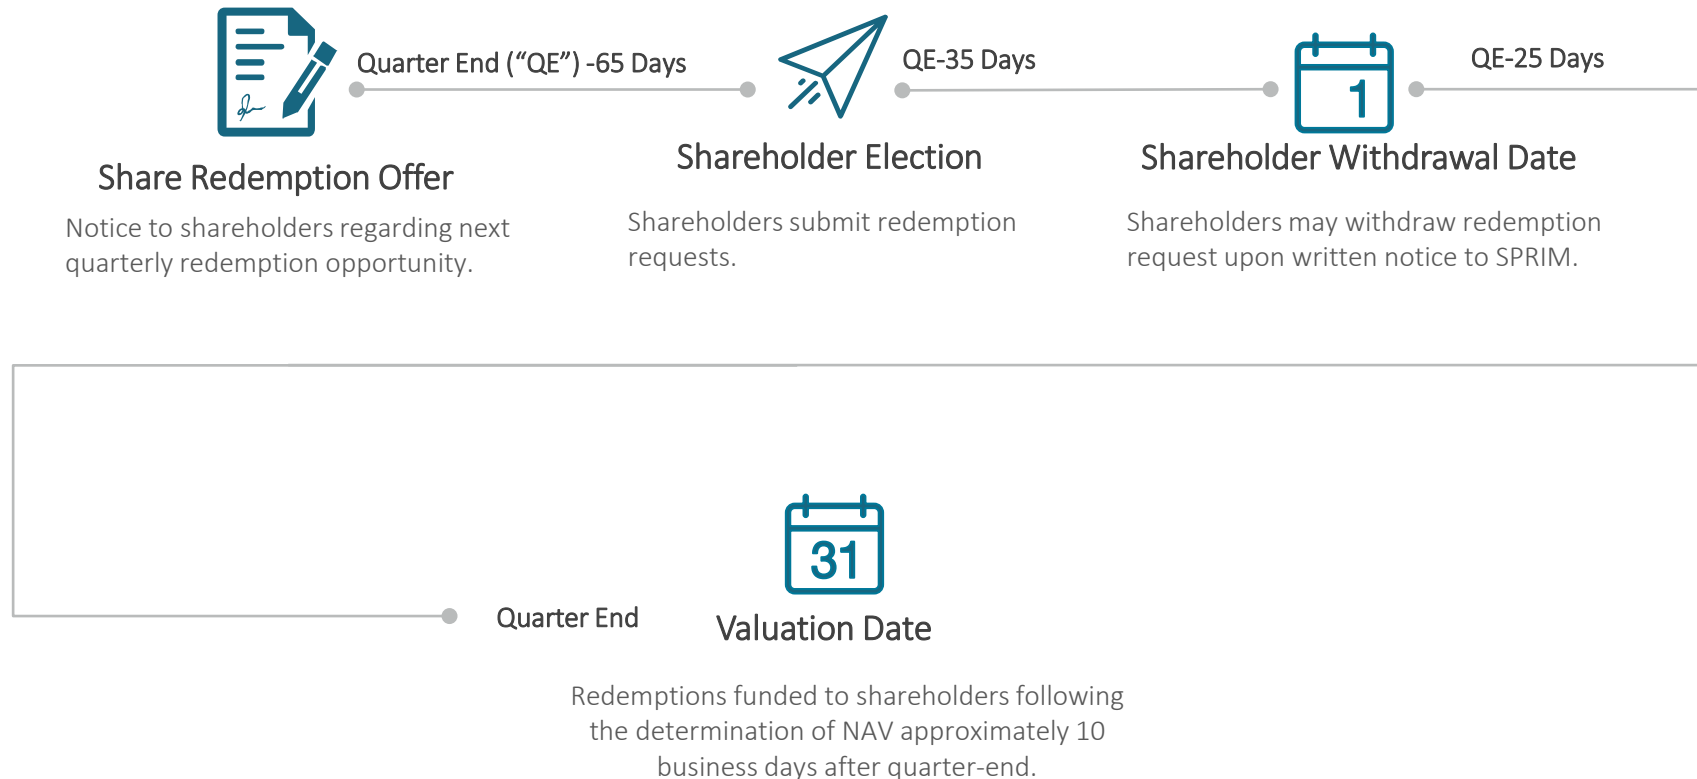 Quarter End (“QE”) -65 Days
QE-35 Days
QE-25 Days
1
Share Redemption Offer
Shareholder Election
Shareholder Withdrawal Date
Notice to shareholders regarding next
quarterly redemption opportunity.
Shareholders submit redemption
requests.
Shareholders may withdraw redemption
request upon written notice to SPRIM.
31
Quarter End
Valuation Date
Redemptions funded to shareholders following
the determination of NAV approximately 10
business days after quarter-end.